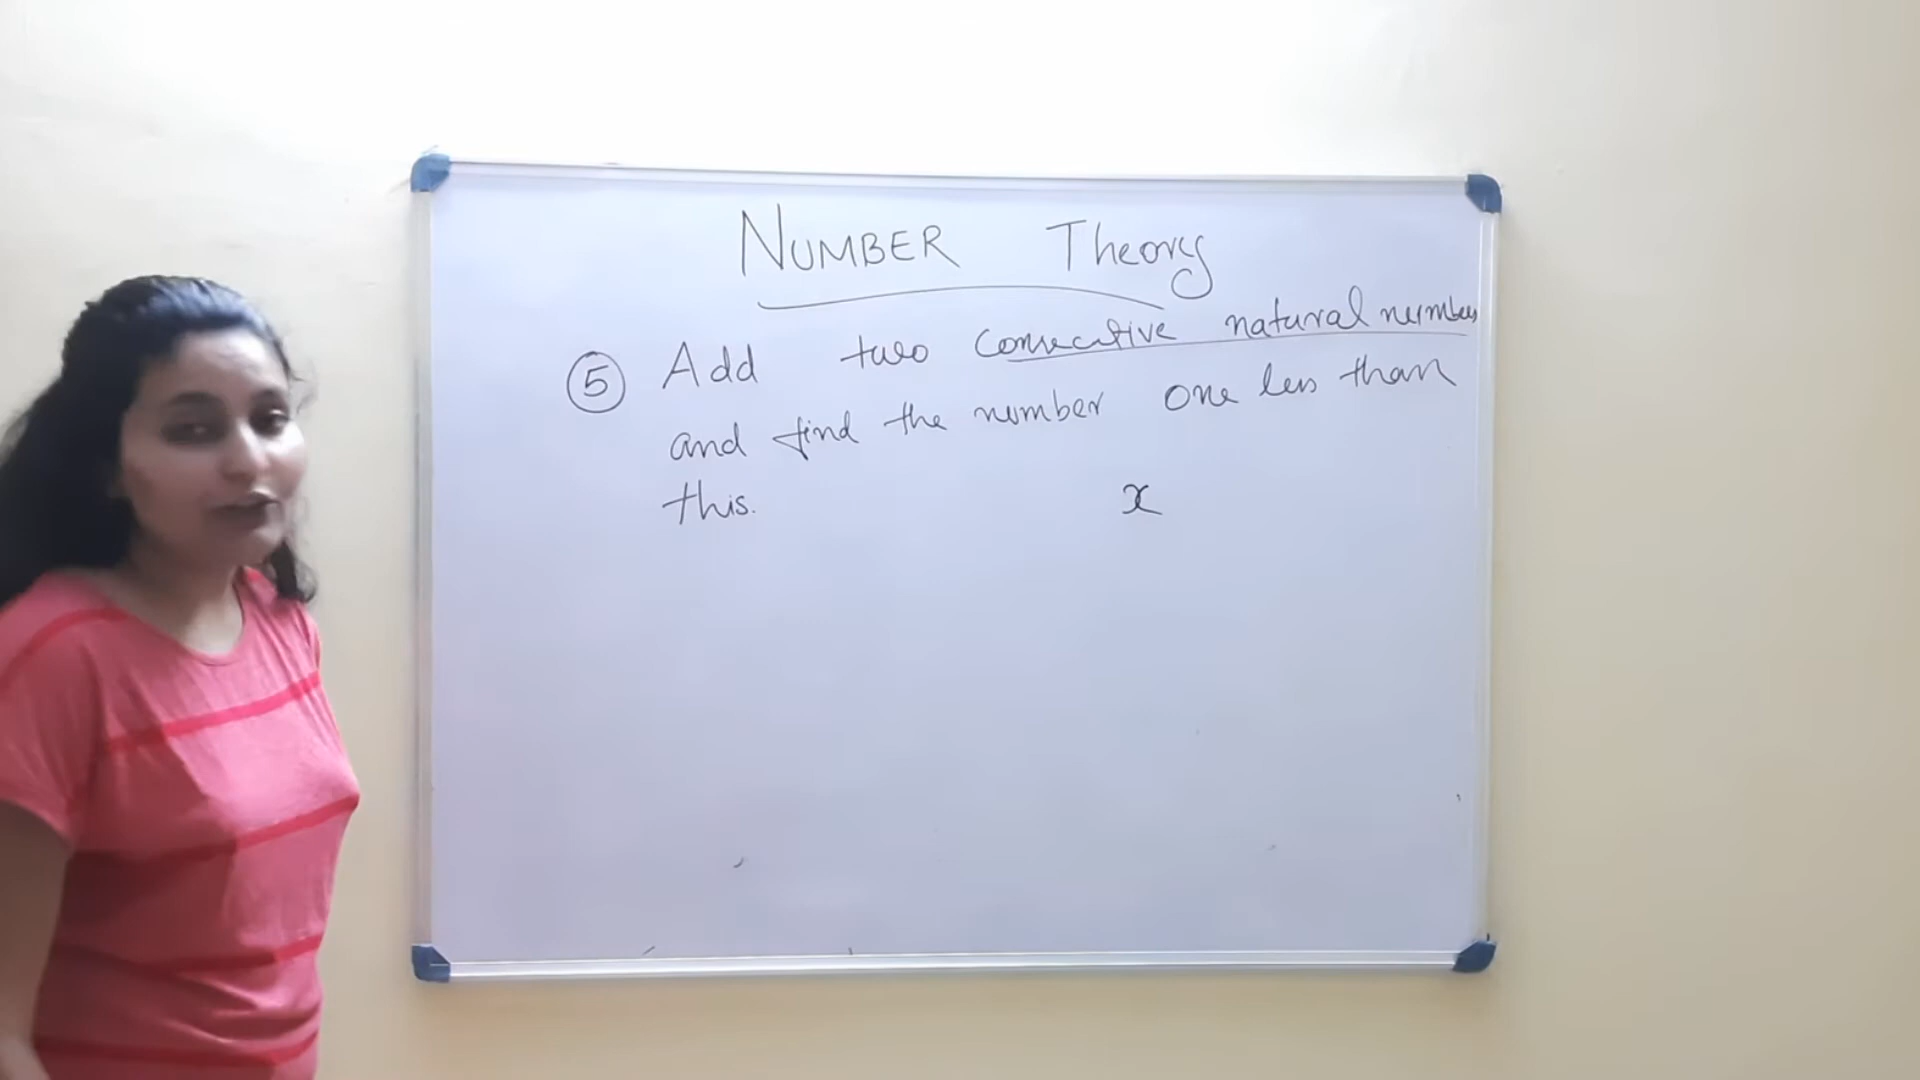 NUMBER Theory
⑤ Add two consecutive natural numbers
and find the number one less than
this.
x